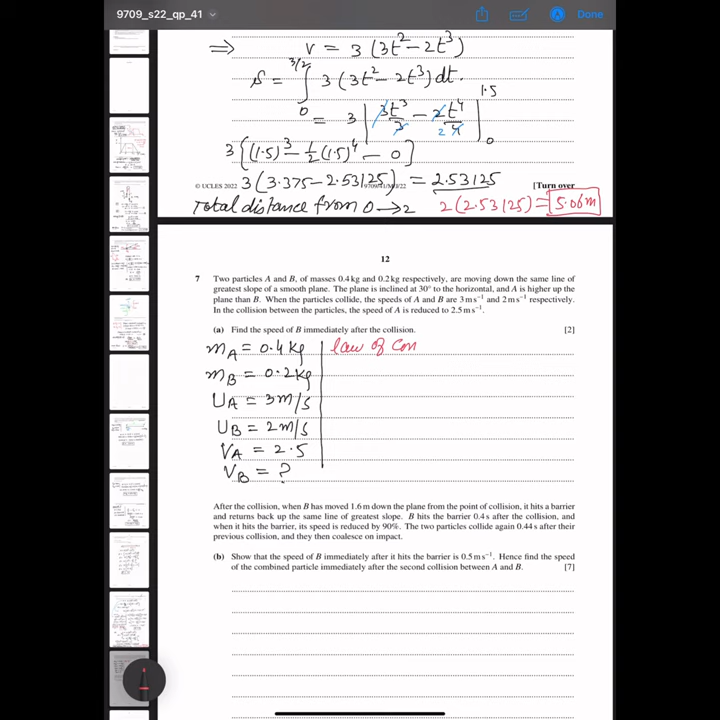 9709_s22_qp_41
Done
⇒ v = 3 (3t² − 2t³)
s = ∫₀^{3/2} 3 (3t² − 2t³) dt.
= 3 | 3t³/3 − 2t⁴/4 |₀^{1.5}
2
3 { (1.5)³ − 1/2 (1.5)⁴ − 0 }
3 (3.375 − 2.53125) = 2.53125
© UCLES 2022
[Turn over
Total distance from 0 → 2 2(2.53125) = 5.06m
12
7 Two particles A and B, of masses 0.4 kg and 0.2 kg respectively, are moving down the same line of
greatest slope of a smooth plane. The plane is inclined at 30° to the horizontal, and A is higher up the
plane than B. When the particles collide, the speeds of A and B are 3 m s⁻¹ and 2 m s⁻¹ respectively.
In the collision between the particles, the speed of A is reduced to 2.5 m s⁻¹.
(a) Find the speed of B immediately after the collision. [2]
m_A = 0.4 kg law of con
m_B = 0.2 kg
U_A = 3 m/s
U_B = 2 m/s
V_A = 2.5
V_B = ?
After the collision, when B has moved 1.6 m down the plane from the point of collision, it hits a barrier
and returns back up the same line of greatest slope. B hits the barrier 0.4 s after the collision, and
when it hits the barrier, its speed is reduced by 90%. The two particles collide again 0.44 s after their
previous collision, and they then coalesce on impact.
(b) Show that the speed of B immediately after it hits the barrier is 0.5 m s⁻¹. Hence find the speed
of the combined particle immediately after the second collision between A and B. [7]